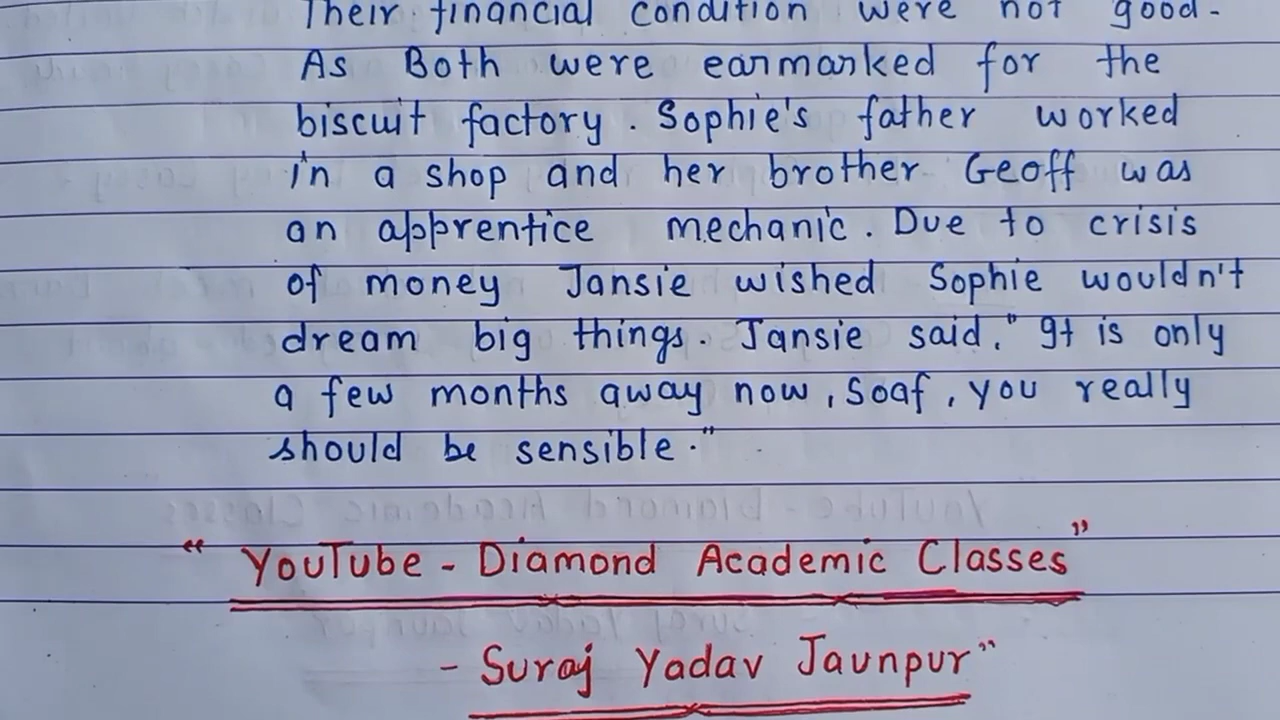 Their financial condition were not good.
As Both were earmarked for the
biscuit factory. Sophie's father worked
in a shop and her brother Geoff was
an apprentice mechanic. Due to crisis
of money Jansie wished Sophie wouldn't
dream big things. Jansie said, "It is only
a few months away now, Soaf, you really
should be sensible."
“ YouTube - Diamond Academic Classes ”
- Suraj Yadav Jaunpur ”